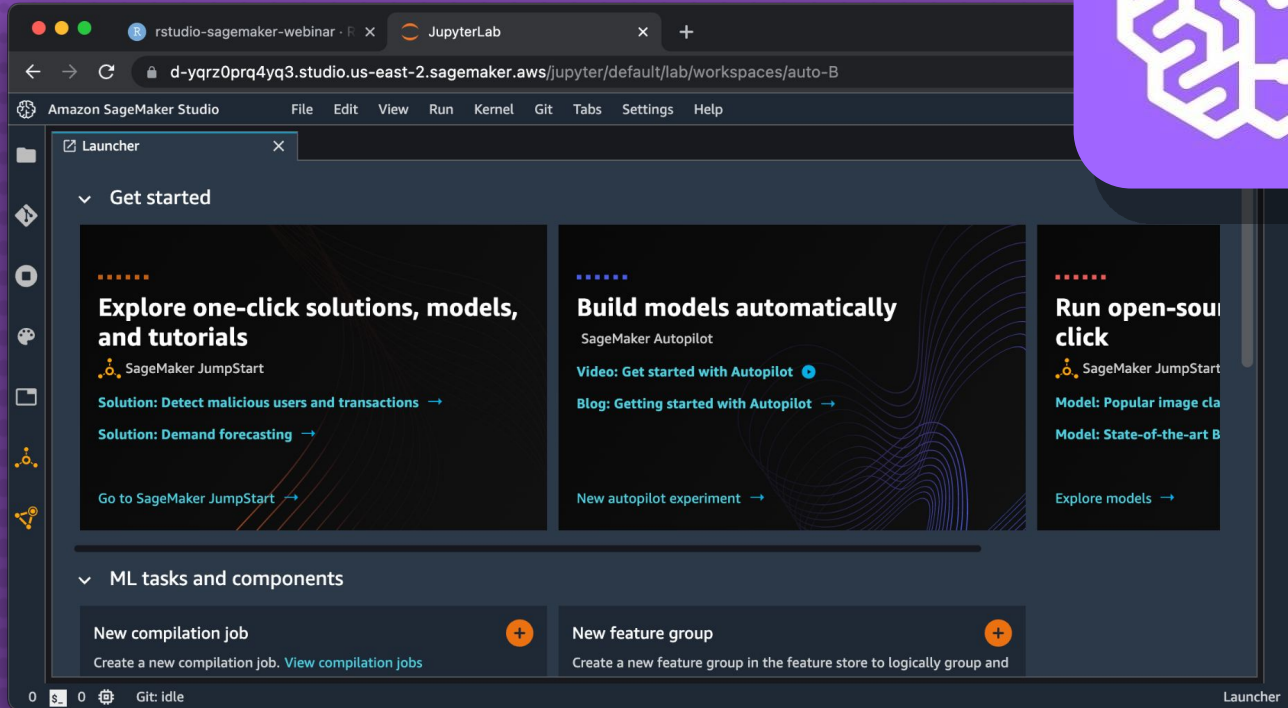 rstudio-sagemaker-webinar · R
JupyterLab
d-yqrz0prq4yq3.studio.us-east-2.sagemaker.aws/jupyter/default/lab/workspaces/auto-B
Amazon SageMaker Studio File Edit View Run Kernel Git Tabs Settings Help
Launcher
Get started
Explore one-click solutions, models,
and tutorials
SageMaker JumpStart
Solution: Detect malicious users and transactions →
Solution: Demand forecasting →
Go to SageMaker JumpStart →
Build models automatically
SageMaker Autopilot
Video: Get started with Autopilot
Blog: Getting started with Autopilot →
New autopilot experiment →
Run open-sou
click
SageMaker JumpStart
Model: Popular image cla
Model: State-of-the-art B
Explore models →
ML tasks and components
New compilation job
Create a new compilation job. View compilation jobs
New feature group
Create a new feature group in the feature store to logically group and
0 $_ 0 Git: idle
Launcher